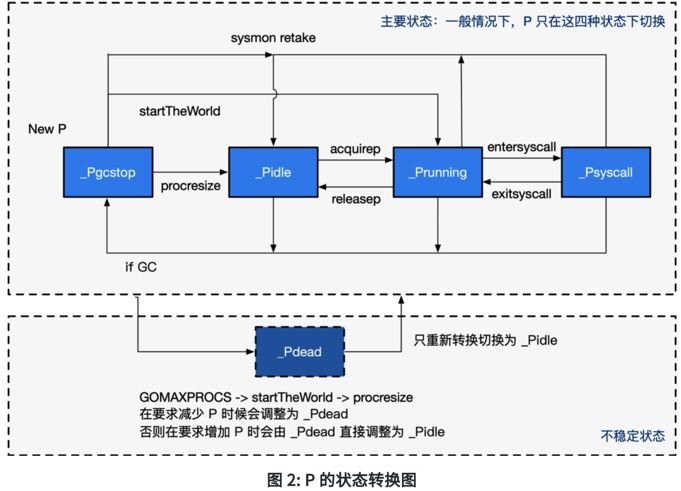 主要状态：一般情况下，P 只在这四种状态下切换
sysmon retake
startTheWorld
New P
_Pgcstop
procresize
_Pidle
acquirep
releasep
_Prunning
entersyscall
exitsyscall
_Psyscall
if GC
_Pdead
只重新转换切换为 _Pidle
GOMAXPROCS -> startTheWorld -> procresize
在要求减少 P 时候会调整为 _Pdead
否则在要求增加 P 时会由 _Pdead 直接调整为 _Pidle
不稳定状态
图 2: P 的状态转换图